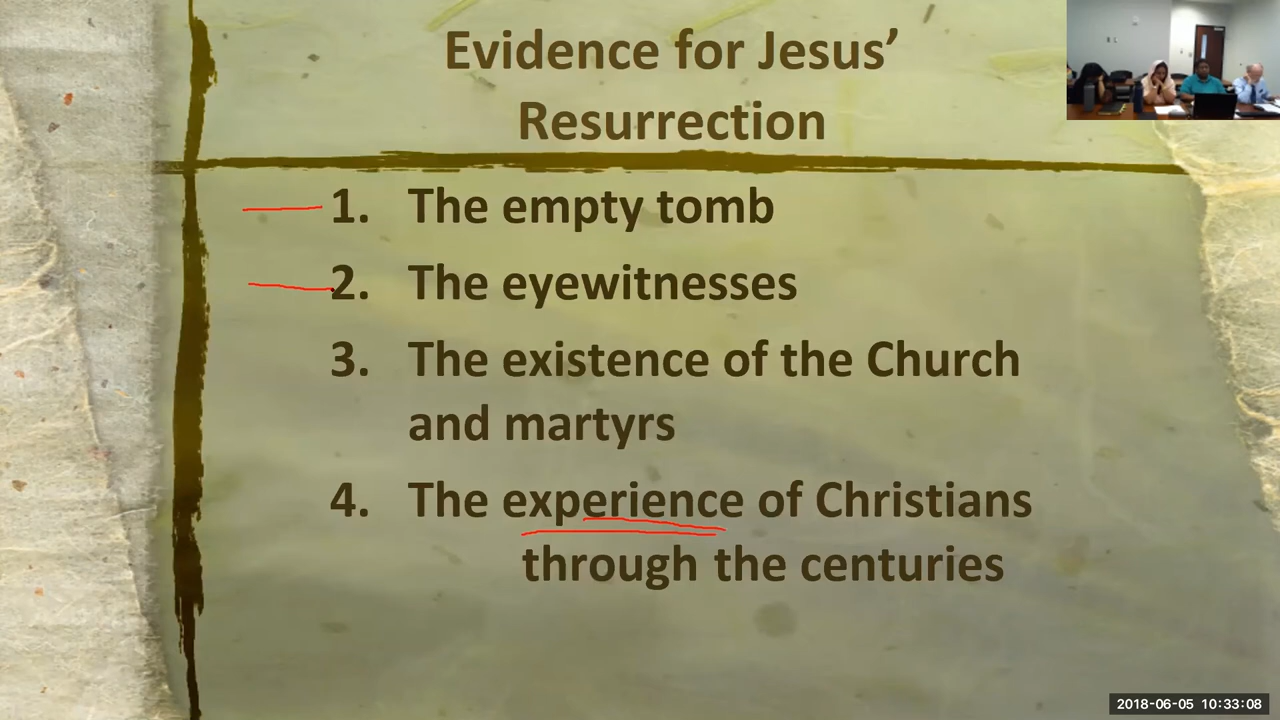 Evidence for Jesus’
Resurrection
1. The empty tomb
2. The eyewitnesses
3. The existence of the Church
and martyrs
4. The experience of Christians
through the centuries
2018-06-05 10:33:08